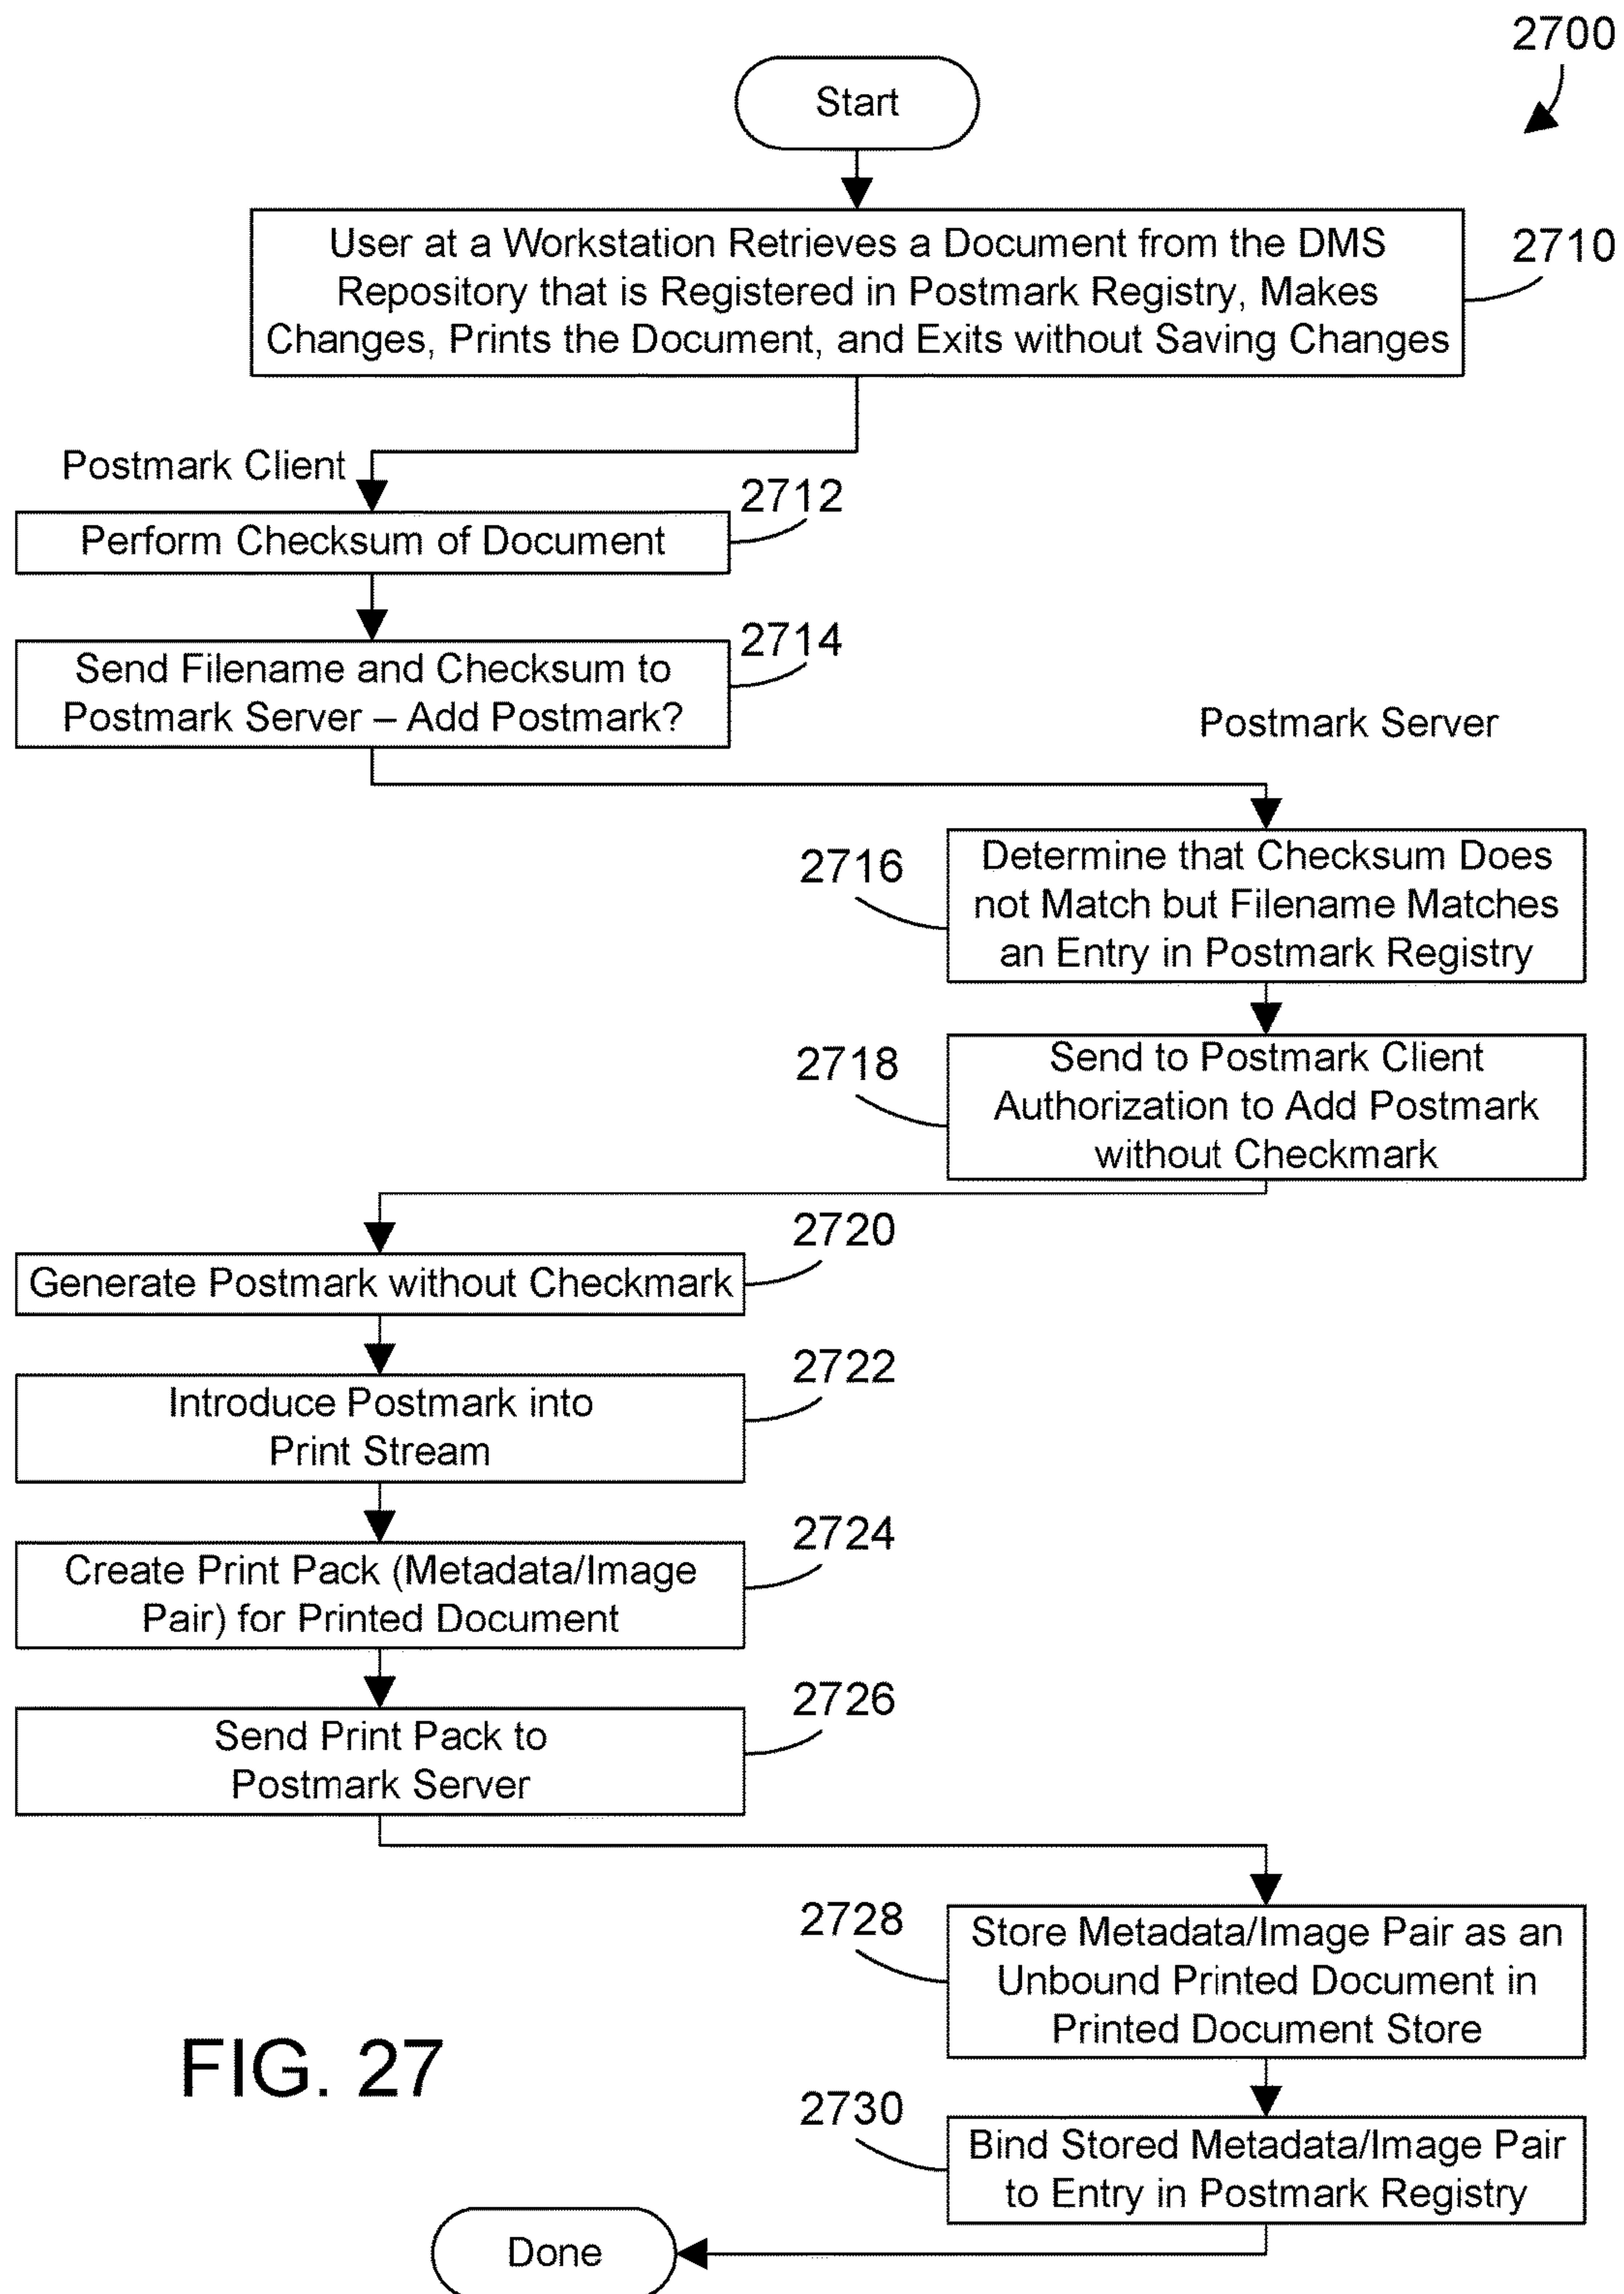 2700
Start
User at a Workstation Retrieves a Document from the DMS
Repository that is Registered in Postmark Registry, Makes
Changes, Prints the Document, and Exits without Saving Changes
2710
Postmark Client
2712
Perform Checksum of Document
2714
Send Filename and Checksum to
Postmark Server – Add Postmark?
Postmark Server
2716
Determine that Checksum Does
not Match but Filename Matches
an Entry in Postmark Registry
2718
Send to Postmark Client
Authorization to Add Postmark
without Checkmark
2720
Generate Postmark without Checkmark
2722
Introduce Postmark into
Print Stream
2724
Create Print Pack (Metadata/Image
Pair) for Printed Document
2726
Send Print Pack to
Postmark Server
2728
Store Metadata/Image Pair as an
Unbound Printed Document in
Printed Document Store
FIG. 27
2730
Bind Stored Metadata/Image Pair
to Entry in Postmark Registry
Done